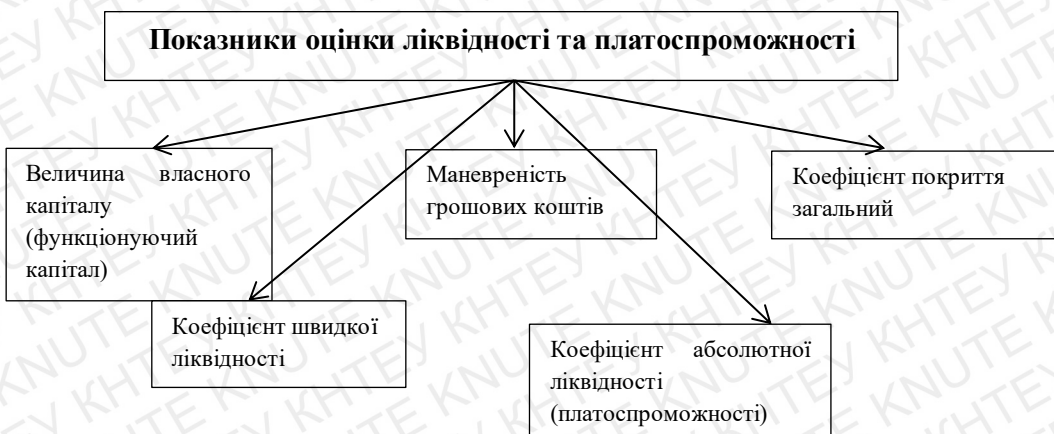 Показники оцінки ліквідності та платоспроможності
Величина власного
капіталу
(функціонуючий
капітал)
Маневреність
грошових коштів
Коефіцієнт покриття
загальний
Коефіцієнт швидкої
ліквідності
Коефіцієнт абсолютної
ліквідності
(платоспроможності)